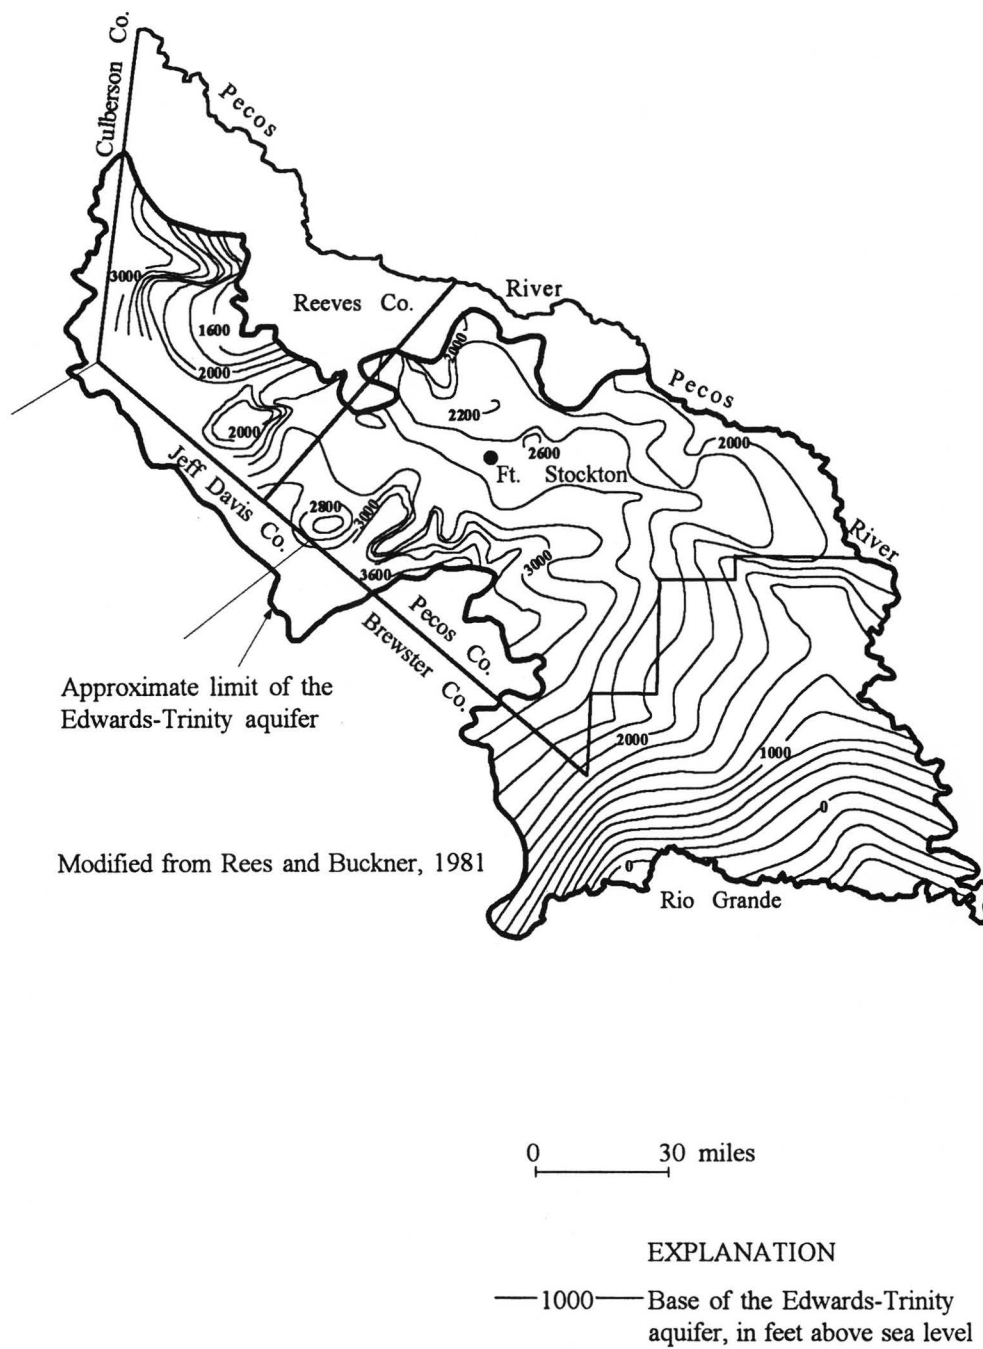 Culberson Co.
Pecos
River
Reeves Co.
3000
1600
2000
2000
2000
2200
2600
Pecos
2000
Ft. Stockton
Jeff Davis Co.
2800
3000
3600
3000
River
Pecos Co.
Brewster Co.
Approximate limit of the
Edwards-Trinity aquifer
2000
1000
0
0
Modified from Rees and Buckner, 1981
Rio Grande
0 30 miles
EXPLANATION
1000 Base of the Edwards-Trinity
aquifer, in feet above sea level